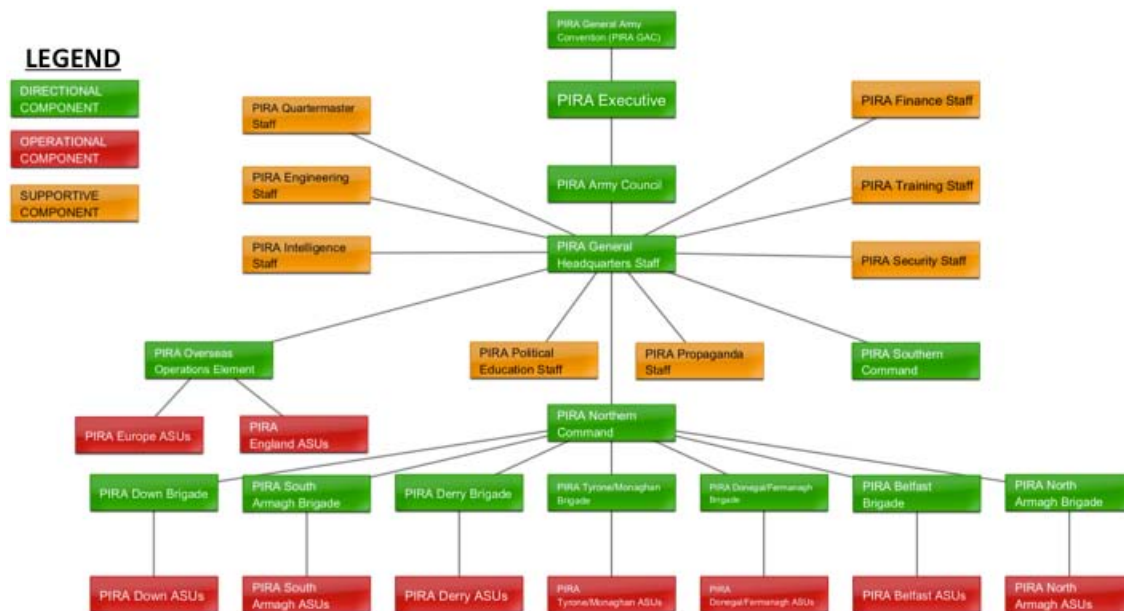 PIRA General Army
Convention (PIRA GAC)
LEGEND
DIRECTIONAL
COMPONENT
OPERATIONAL
COMPONENT
SUPPORTIVE
COMPONENT
PIRA Quartermaster
Staff
PIRA Executive
PIRA Finance Staff
PIRA Engineering
Staff
PIRA Army Council
PIRA Training Staff
PIRA Intelligence
Staff
PIRA General
Headquarters Staff
PIRA Security Staff
PIRA Overseas
Operations Element
PIRA Political
Education Staff
PIRA Propaganda
Staff
PIRA Southern
Command
PIRA Europe ASUs
PIRA
England ASUs
PIRA Northern
Command
PIRA Down Brigade
PIRA South
Armagh Brigade
PIRA Derry Brigade
PIRA Tyrone/Monaghan
Brigade
PIRA Donegal/Fermanagh
Brigade
PIRA Belfast
Brigade
PIRA North
Armagh Brigade
PIRA Down ASUs
PIRA South
Armagh ASUs
PIRA Derry ASUs
PIRA
Tyrone/Monaghan ASUs
PIRA
Donegal/Fermanagh ASUs
PIRA Belfast ASUs
PIRA North
Armagh ASUs